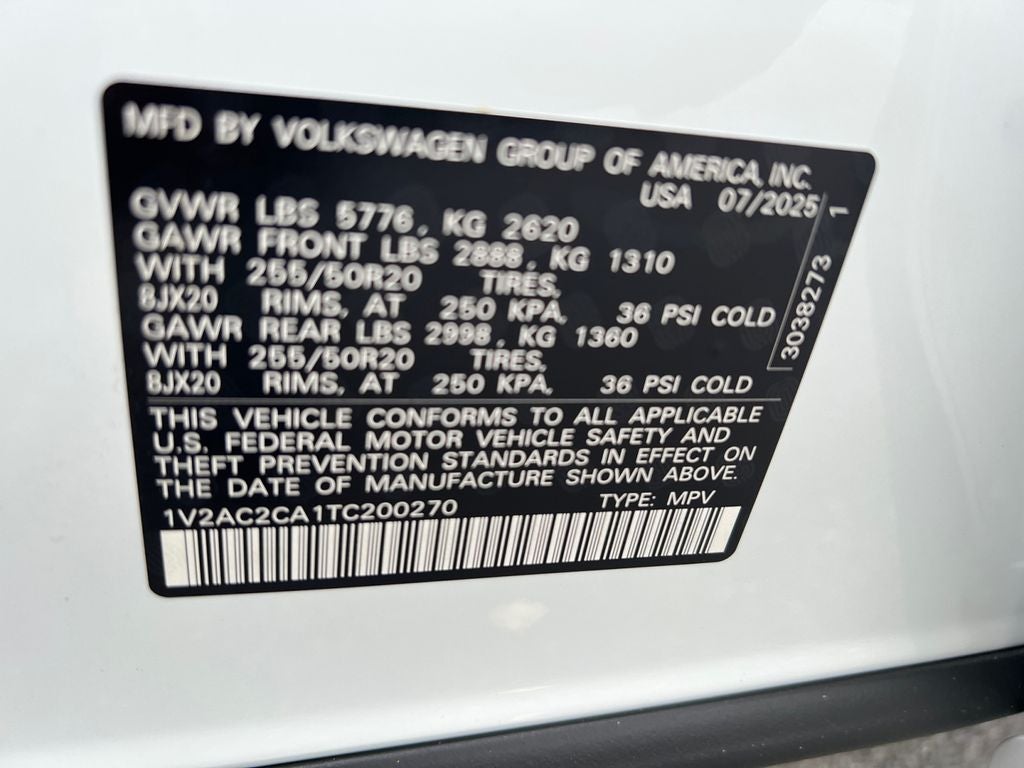 MFD BY VOLKSWAGEN GROUP OF AMERICA, INC.
USA 07/2025
GVWR LBS 5776, KG 2620
GAWR FRONT LBS 2888, KG 1310
WITH 255/50R20 TIRES,
8JX20 RIMS, AT 250 KPA, 36 PSI COLD
GAWR REAR LBS 2998, KG 1360
WITH 255/50R20 TIRES,
8JX20 RIMS, AT 250 KPA, 36 PSI COLD
3038273 1
THIS VEHICLE CONFORMS TO ALL APPLICABLE
U.S. FEDERAL MOTOR VEHICLE SAFETY AND
THEFT PREVENTION STANDARDS IN EFFECT ON
THE DATE OF MANUFACTURE SHOWN ABOVE.
1V2AC2CA1TC200270 TYPE: MPV